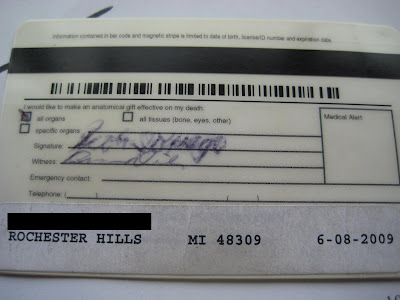 Information contained in bar code and magnetic stripe is limited to date of birth, license/ID number and expiration date.
I would like to make an anatomical gift effective on my death:
all organs all tissues (bone, eyes, other)
specific organs
Medical Alert
Signature:
Witness:
Emergency contact:
Telephone: ( )
ROCHESTER HILLS MI 48309 6-08-2009